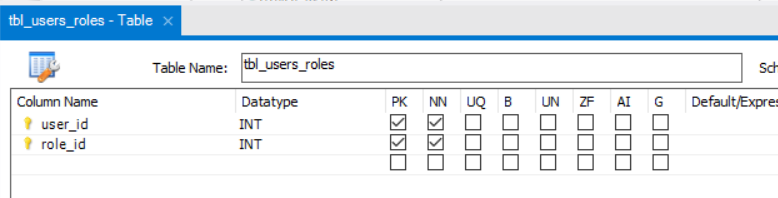 tbl_users_roles - Table ×
Table Name: tbl_users_roles Sch
Column Name Datatype PK NN UQ B UN ZF AI G Default/Expres
user_id INT
role_id INT